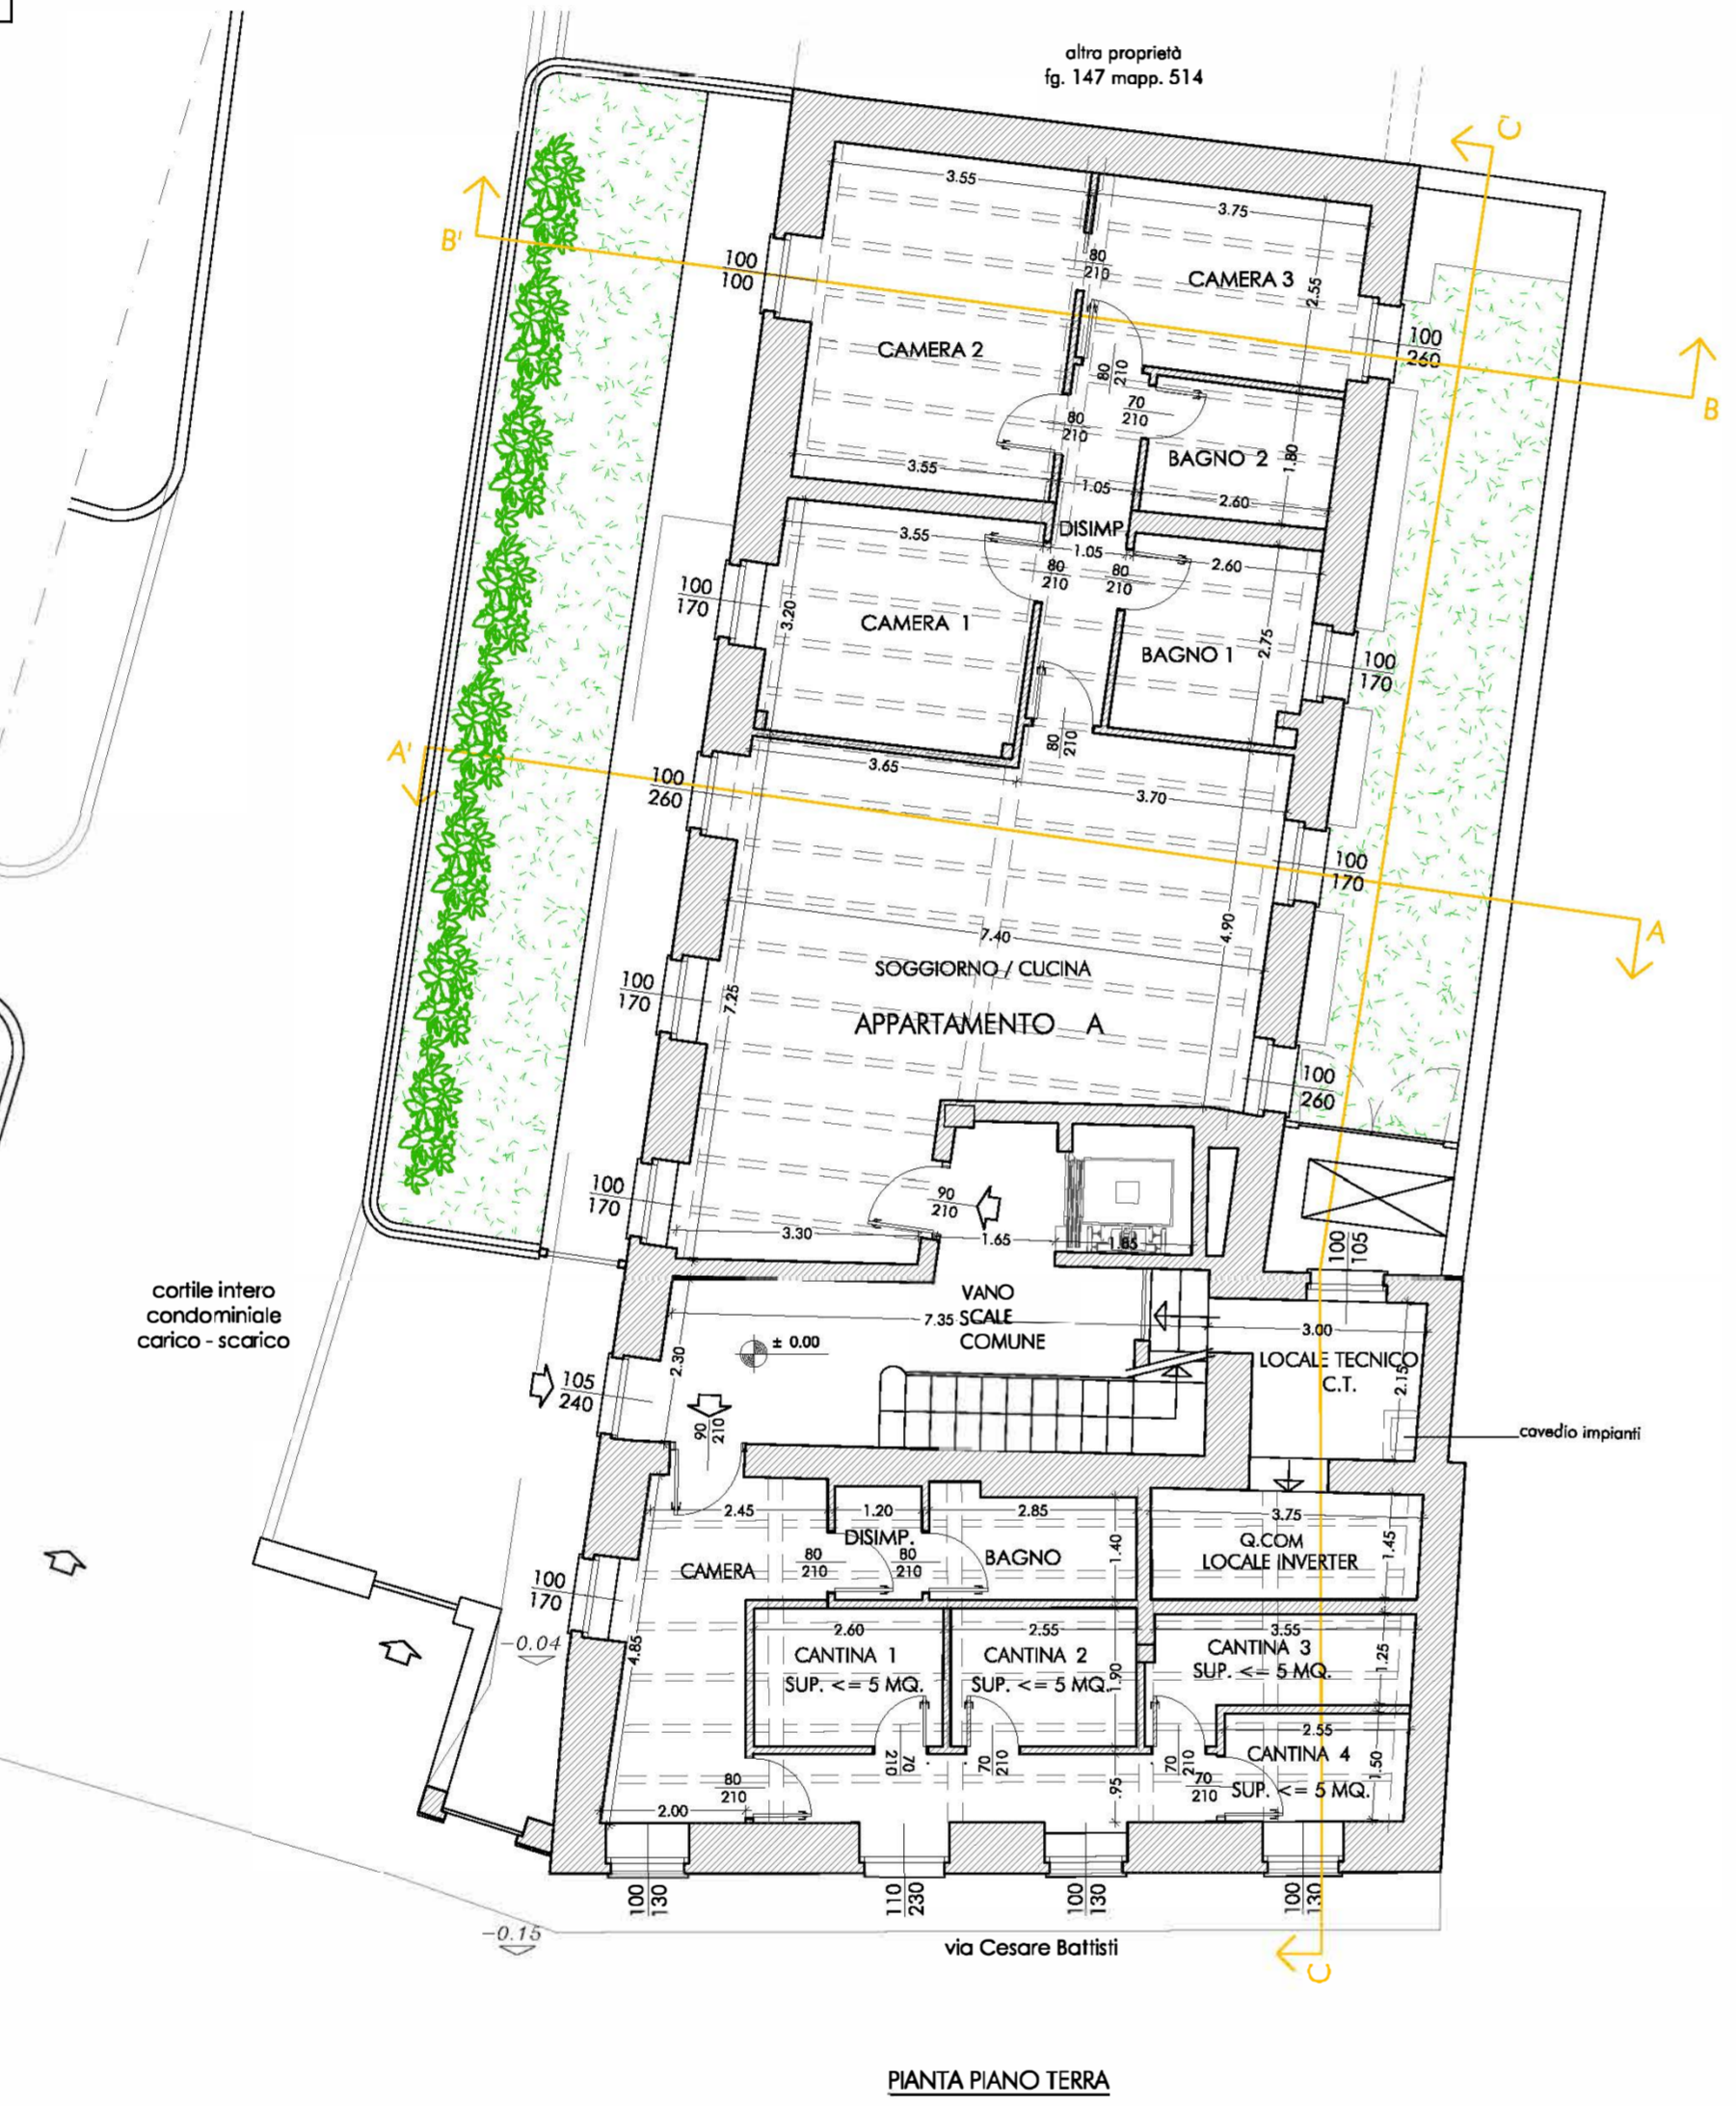 altra proprietà
fg. 147 mapp. 514
C'
B'
3.55
3.75
100
100
80
210
CAMERA 3
2.55
100
260
B
CAMERA 2
80
210
70
210
80
210
BAGNO 2
1.80
3.55
1.05
2.60
DISIMP.
3.55
1.05
2.60
80
210
80
210
100
170
3.20
CAMERA 1
BAGNO 1
2.75
100
170
80
210
A'
3.65
3.70
100
260
100
170
A
4.90
7.40
SOGGIORNO / CUCINA
100
170
7.25
APPARTAMENTO A
100
260
100
170
90
210
3.30
1.65
1.85
100
105
cortile intero
condominiale
carico - scarico
VANO
SCALE
COMUNE
7.35
± 0.00
2.30
3.00
LOCALE TECNICO
C.T.
2.15
105
240
90
210
cavedio impianti
2.45
1.20
2.85
3.75
DISIMP.
1.40
Q.COM
LOCALE INVERTER
1.45
CAMERA
80
210
80
210
BAGNO
100
170
-0.04
4.85
2.60
2.55
3.55
CANTINA 1
SUP. <= 5 MQ.
CANTINA 2
SUP. <= 5 MQ.
1.90
CANTINA 3
SUP. <= 5 MQ.
1.25
2.55
CANTINA 4
SUP. <= 5 MQ.
1.50
70
210
70
210
70
210
70
210
80
210
.95
2.00
100
130
110
230
100
130
100
130
-0.15
via Cesare Battisti
C
PIANTA PIANO TERRA